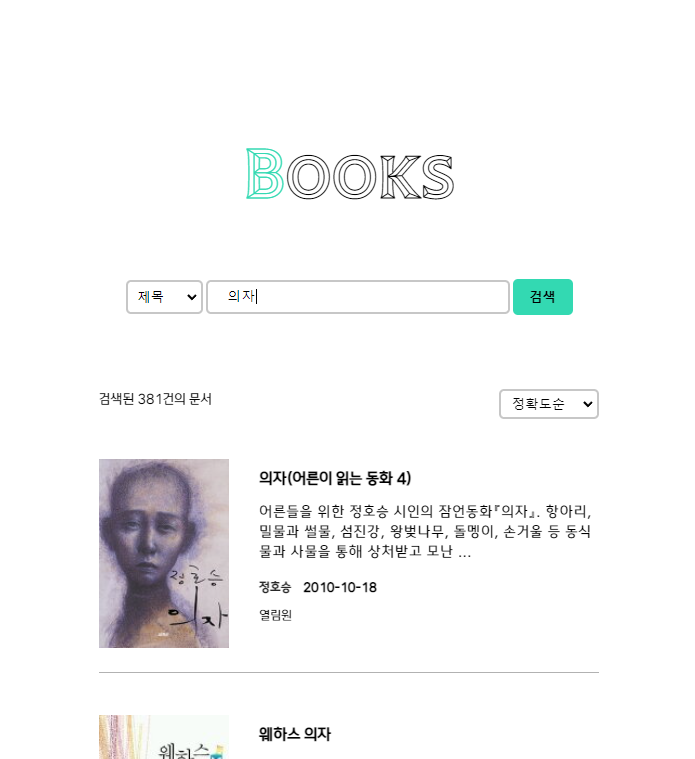 BOOKS
제목
의자
검색
검색된 381건의 문서
정확도순
의자(어른이 읽는 동화 4)
어른들을 위한 정호승 시인의 잠언동화『의자』. 항아리,
밀물과 썰물, 섬진강, 왕벚나무, 돌멩이, 손거울 등 동식
물과 사물을 통해 상처받고 모난 ...
정호승 2010-10-18
열림원
정호승
의자
웨하스 의자
웨하스